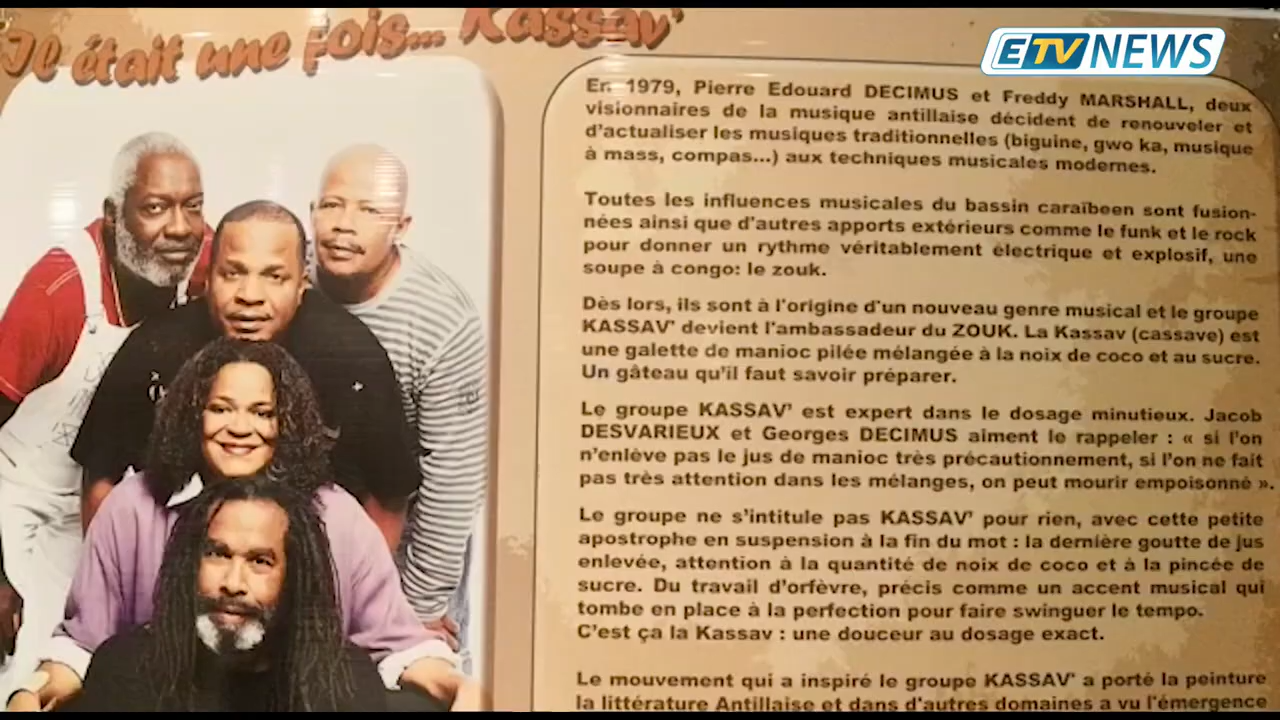 Il était une fois... Kassav'
ETV NEWS
En 1979, Pierre Edouard DECIMUS et Freddy MARSHALL, deux
visionnaires de la musique antillaise décident de renouveler et
d'actualiser les musiques traditionnelles (biguine, gwo ka, musique
à mass, compas...) aux techniques musicales modernes.
Toutes les influences musicales du bassin caraïbeen sont fusion-
nées ainsi que d'autres apports extérieurs comme le funk et le rock
pour donner un rythme véritablement électrique et explosif, une
soupe à congo: le zouk.
Dès lors, ils sont à l'origine d'un nouveau genre musical et le groupe
KASSAV' devient l'ambassadeur du ZOUK. La Kassav (cassave) est
une galette de manioc pilée mélangée à la noix de coco et au sucre.
Un gâteau qu'il faut savoir préparer.
Le groupe KASSAV' est expert dans le dosage minutieux. Jacob
DESVARIEUX et Georges DECIMUS aiment le rappeler : « si l'on
n'enlève pas le jus de manioc très précautionnement, si l'on ne fait
pas très attention dans les mélanges, on peut mourir empoisonné ».
Le groupe ne s'intitule pas KASSAV' pour rien, avec cette petite
apostrophe en suspension à la fin du mot : la dernière goutte de jus
enlevée, attention à la quantité de noix de coco et à la pincée de
sucre. Du travail d'orfèvre, précis comme un accent musical qui
tombe en place à la perfection pour faire swinguer le tempo.
C'est ça la Kassav : une douceur au dosage exact.
Le mouvement qui a inspiré le groupe KASSAV' a porté la peinture
la littérature Antillaise et dans d'autres domaines a vu l'émergence